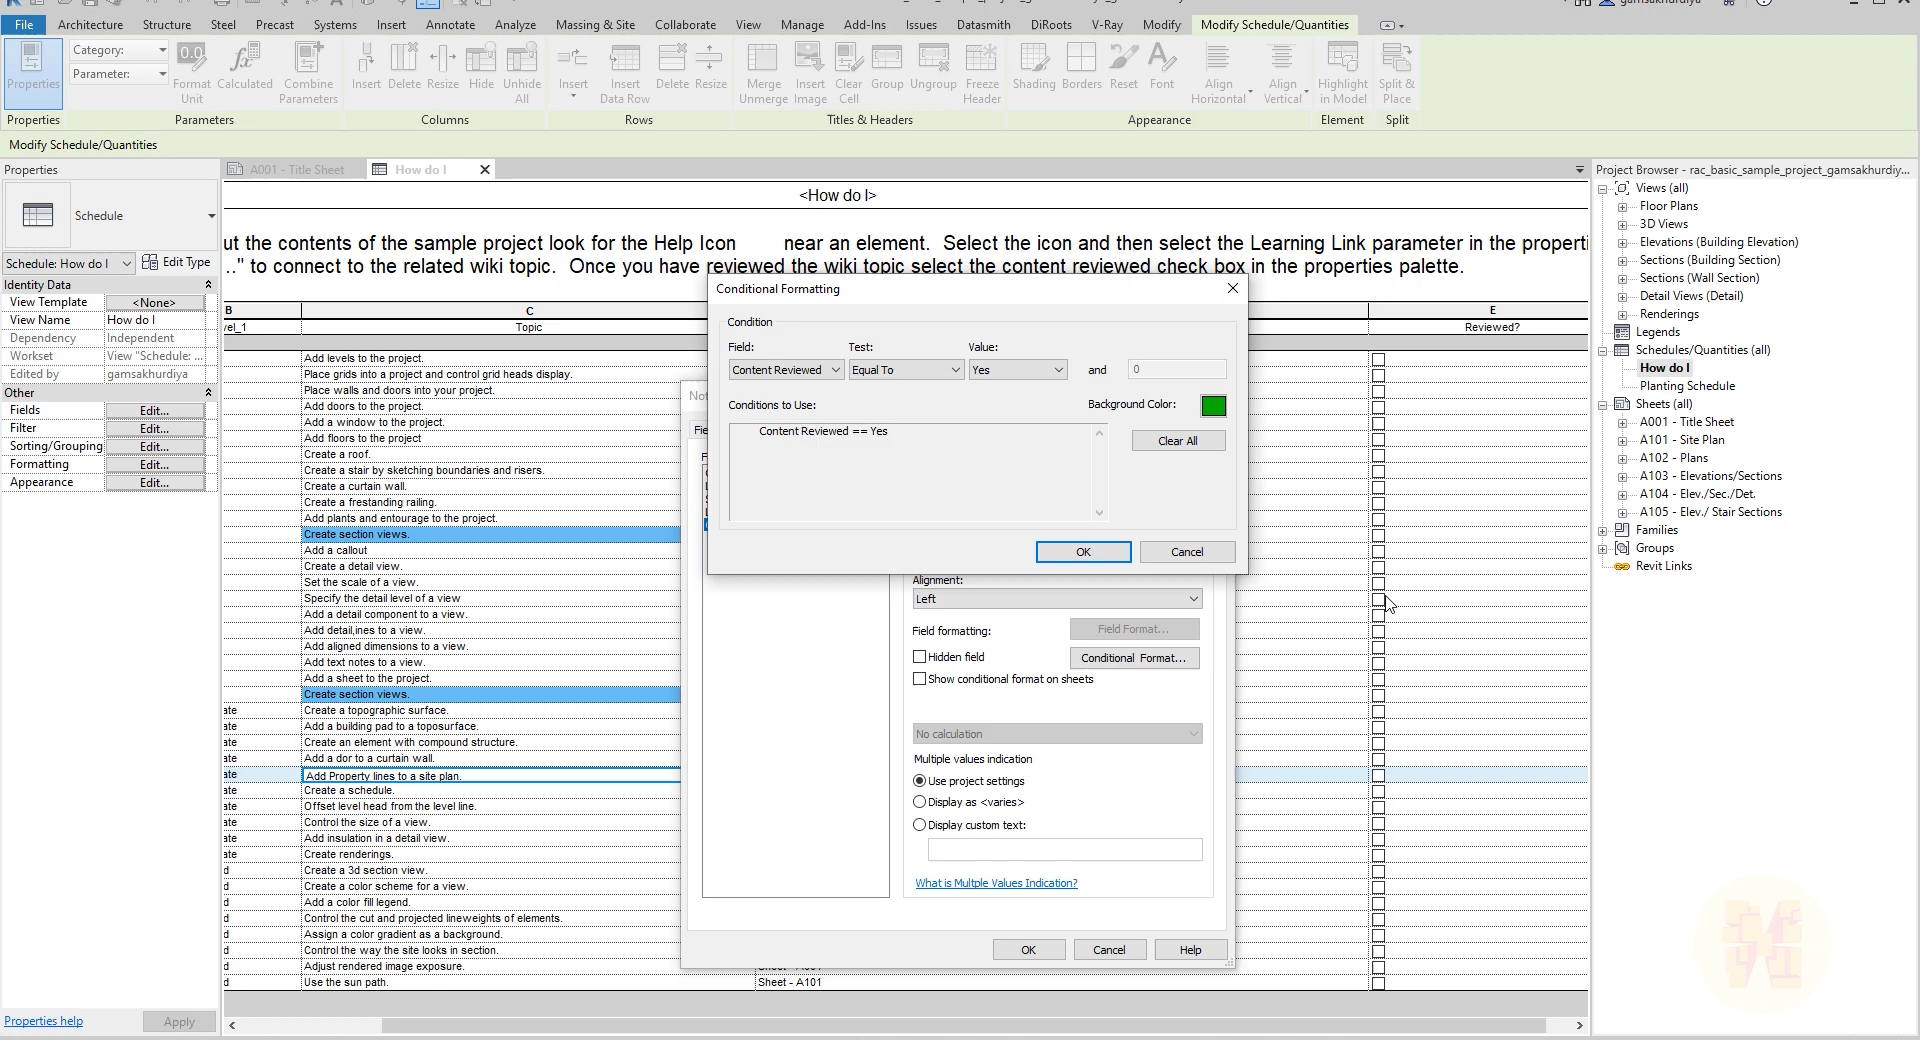 gamsakhurdiya
File Architecture Structure Steel Precast Systems Insert Annotate Analyze Massing & Site Collaborate View Manage Add-Ins Issues Datasmith DiRoots V-Ray Modify Modify Schedule/Quantities
Properties
Category:
Parameter:
Format Unit
Calculated
Combine Parameters
Insert Delete Resize Hide Unhide All
Insert
Insert Data Row
Delete Resize
Merge Unmerge
Insert Image
Clear Cell
Group Ungroup
Freeze Header
Shading Borders Reset Font
Align Horizontal
Align Vertical
Highlight in Model
Split & Place
Properties Parameters Columns Rows Titles & Headers Appearance Element Split
Modify Schedule/Quantities
Properties
Schedule
Schedule: How do I
Edit Type
Identity Data
View Template <None>
View Name How do I
Dependency Independent
Workset View "Schedule: ...
Edited by gamsakhurdiya
Other
Fields Edit...
Filter Edit...
Sorting/Grouping Edit...
Formatting Edit...
Appearance Edit...
Properties help
Apply
A001 - Title Sheet
How do I
<How do I>
ut the contents of the sample project look for the Help Icon near an element. Select the icon and then select the Learning Link parameter in the properti
.." to connect to the related wiki topic. Once you have reviewed the wiki topic select the content reviewed check box in the properties palette.
B C E
vel_1 Topic Reviewed?
Add levels to the project.
Place grids into a project and control grid heads display.
Place walls and doors into your project.
Add doors to the project.
Add a window to the project.
Add floors to the project
Create a roof.
Create a stair by sketching boundaries and risers.
Create a curtain wall.
Create a frestanding railing.
Add plants and entourage to the project.
Create section views.
Add a callout
Create a detail view.
Set the scale of a view.
Specify the detail level of a view
Add a detail component to a view.
Add detail,ines to a view.
Add aligned dimensions to a view.
Add text notes to a view.
Add a sheet to the project.
Create section views.
ate Create a topographic surface.
ate Add a building pad to a toposurface.
ate Create an element with compound structure.
ate Add a dor to a curtain wall.
ate Add Property lines to a site plan.
ate Create a schedule.
ate Offset level head from the level line.
ate Control the size of a view.
ate Add insulation in a detail view.
ate Create renderings.
d Create a 3d section view.
d Create a color scheme for a view.
d Add a color fill legend.
d Control the cut and projected lineweights of elements.
d Assign a color gradient as a background.
d Control the way the site looks in section.
d Adjust rendered image exposure.
d Use the sun path. Sheet - A101
Conditional Formatting
Condition
Field: Test: Value:
Content Reviewed Equal To Yes and 0
Conditions to Use: Background Color:
Content Reviewed == Yes
Clear All
OK Cancel
Alignment:
Left
Field formatting: Field Format...
Hidden field Conditional Format...
Show conditional format on sheets
No calculation
Multiple values indication
Use project settings
Display as <varies>
Display custom text:
What is Multple Values Indication?
OK Cancel Help
Project Browser - rac_basic_sample_project_gamsakhurdiy...
Views (all)
Floor Plans
3D Views
Elevations (Building Elevation)
Sections (Building Section)
Sections (Wall Section)
Detail Views (Detail)
Renderings
Legends
Schedules/Quantities (all)
How do I
Planting Schedule
Sheets (all)
A001 - Title Sheet
A101 - Site Plan
A102 - Plans
A103 - Elevations/Sections
A104 - Elev./Sec./Det.
A105 - Elev./ Stair Sections
Families
Groups
Revit Links